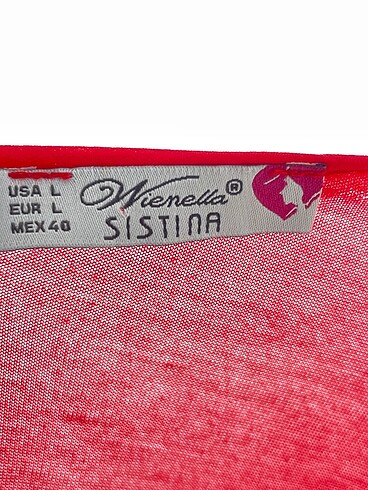 USA L
EUR L
MEX 40
Wienella®
SISTINA